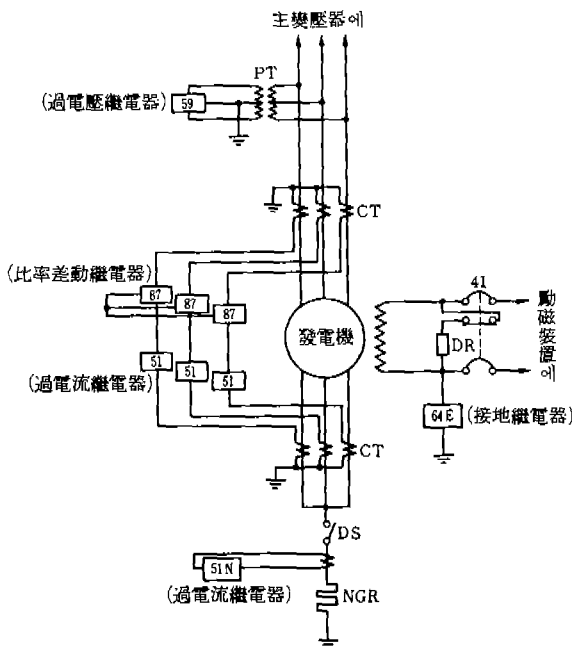 主變壓器에
PT
(過電壓繼電器)
59
CT
(比率差動繼電器)
87
87
87
發電機
41
勵磁裝置에
DR
51
51
51
(過電流繼電器)
64E
(接地繼電器)
CT
DS
51N
(過電流繼電器)
NGR